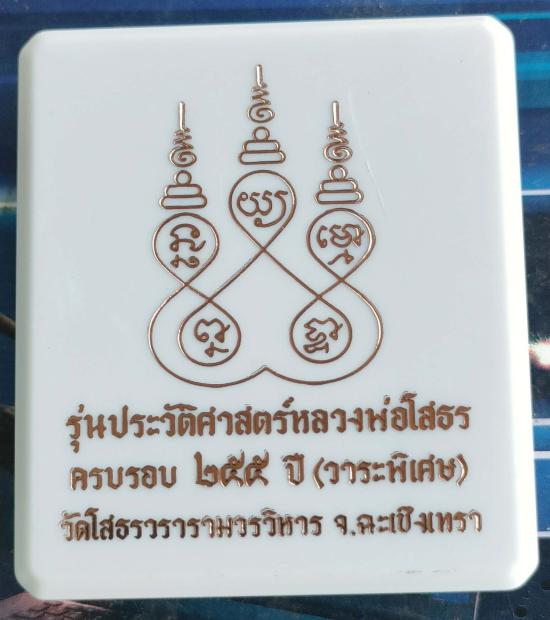 รุ่นประวัติศาสตร์หลวงพ่อโสธร
ครบรอบ ๒๕๕ ปี (วาระพิเศษ)
วัดโสธรวรารามวรวิหาร จ.ฉะเชิงเทรา